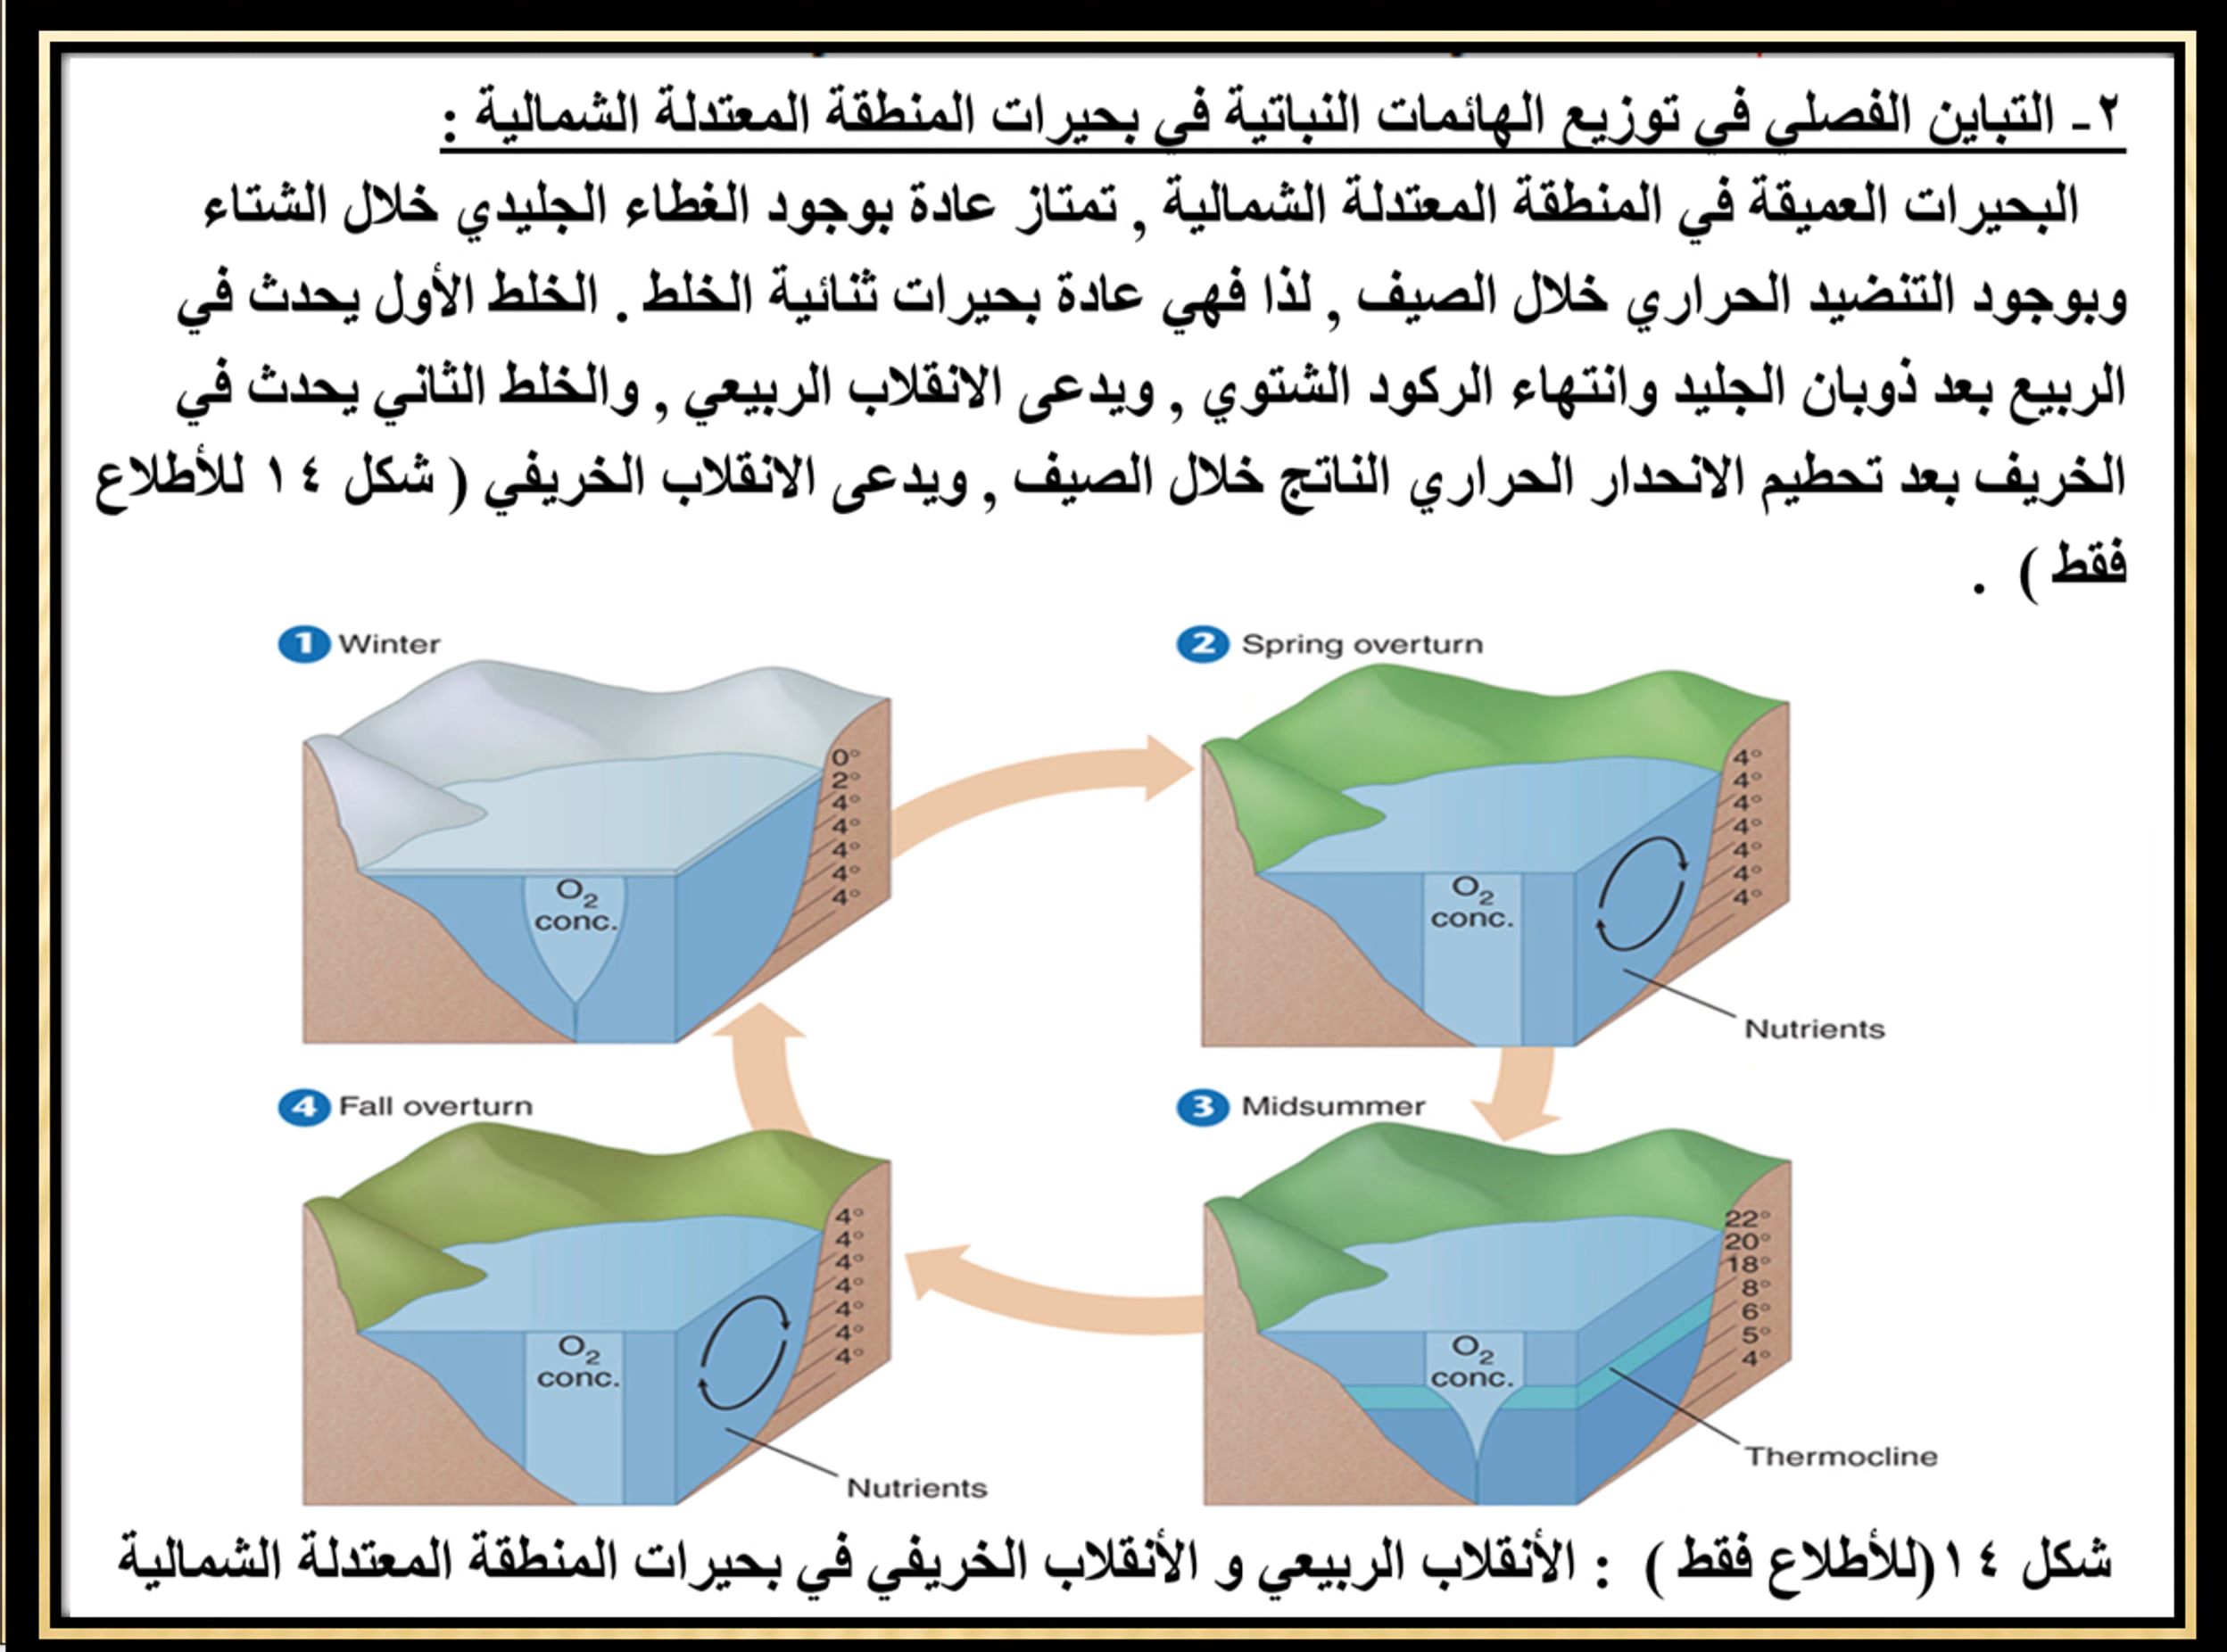 ٢- التباين الفصلي في توزيع الهائمات النباتية في بحيرات المنطقة المعتدلة الشمالية :
البحيرات العميقة في المنطقة المعتدلة الشمالية , تمتاز عادة بوجود الغطاء الجليدي خلال الشتاء
وبوجود التنضيد الحراري خلال الصيف , لذا فهي عادة بحيرات ثنائية الخلط . الخلط الأول يحدث في
الربيع بعد ذوبان الجليد وانتهاء الركود الشتوي , ويدعى الانقلاب الربيعي , والخلط الثاني يحدث في
الخريف بعد تحطيم الانحدار الحراري الناتج خلال الصيف , ويدعى الانقلاب الخريفي ( شكل ١٤ للأطلاع
فقط ) .
1 Winter
0°
2°
4°
4°
4°
4°
4°
O2
conc.
2 Spring overturn
4°
4°
4°
4°
4°
4°
4°
O2
conc.
Nutrients
3 Midsummer
22°
20°
18°
8°
6°
5°
4°
O2
conc.
Thermocline
4 Fall overturn
4°
4°
4°
4°
4°
4°
4°
O2
conc.
Nutrients
شكل ١٤(للأطلاع فقط ) : الأنقلاب الربيعي و الأنقلاب الخريفي في بحيرات المنطقة المعتدلة الشمالية